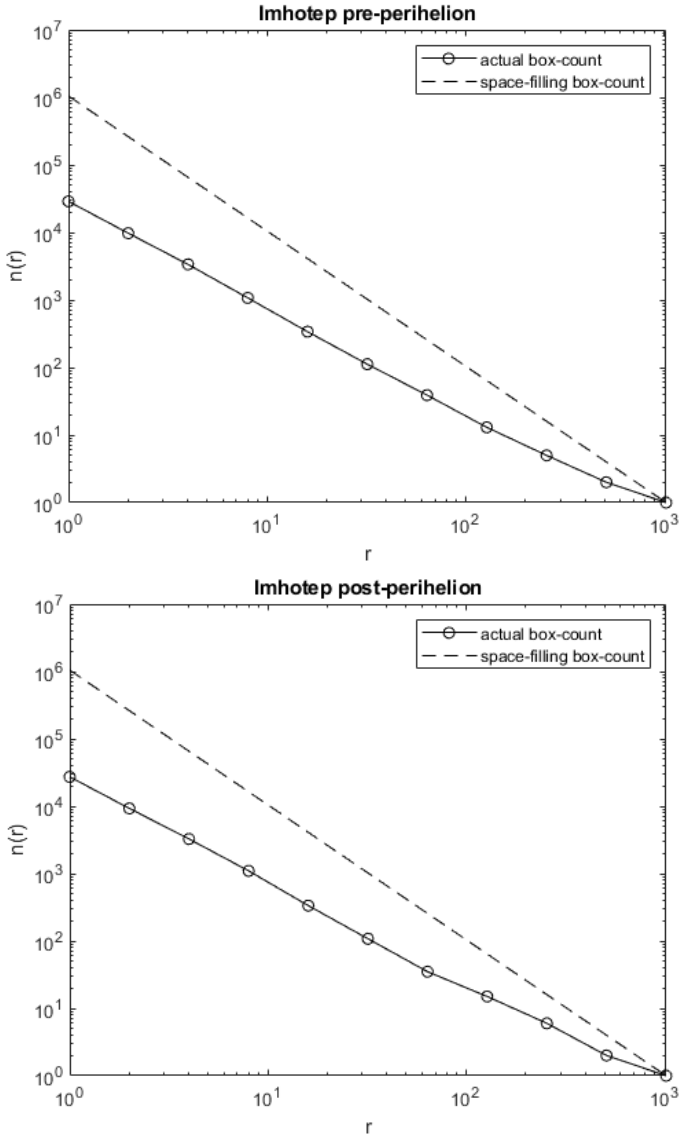 Imhotep pre-perihelion
10^7
actual box-count
space-filling box-count
10^6
10^5
10^4
n(r)
10^3
10^2
10^1
10^0
10^0 10^1 10^2 10^3
r
Imhotep post-perihelion
10^7
actual box-count
space-filling box-count
10^6
10^5
10^4
n(r)
10^3
10^2
10^1
10^0
10^0 10^1 10^2 10^3
r